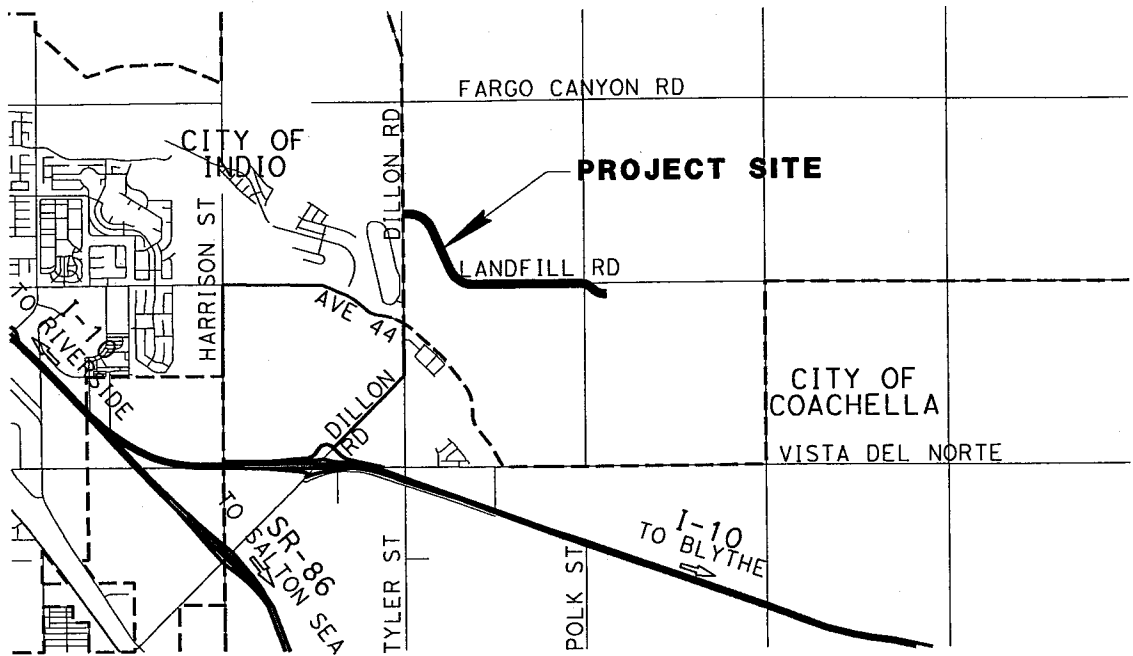 FARGO CANYON RD
CITY OF
INDIO
DILLON RD
PROJECT SITE
HARRISON ST
LANDFILL RD
TO
I-10
RIVERSIDE
AVE 44
CITY OF
COACHELLA
DILLON
RD
VISTA DEL NORTE
TO
SR-86
SALTON SEA
TYLER ST
I-10
TO BLYTHE
POLK ST